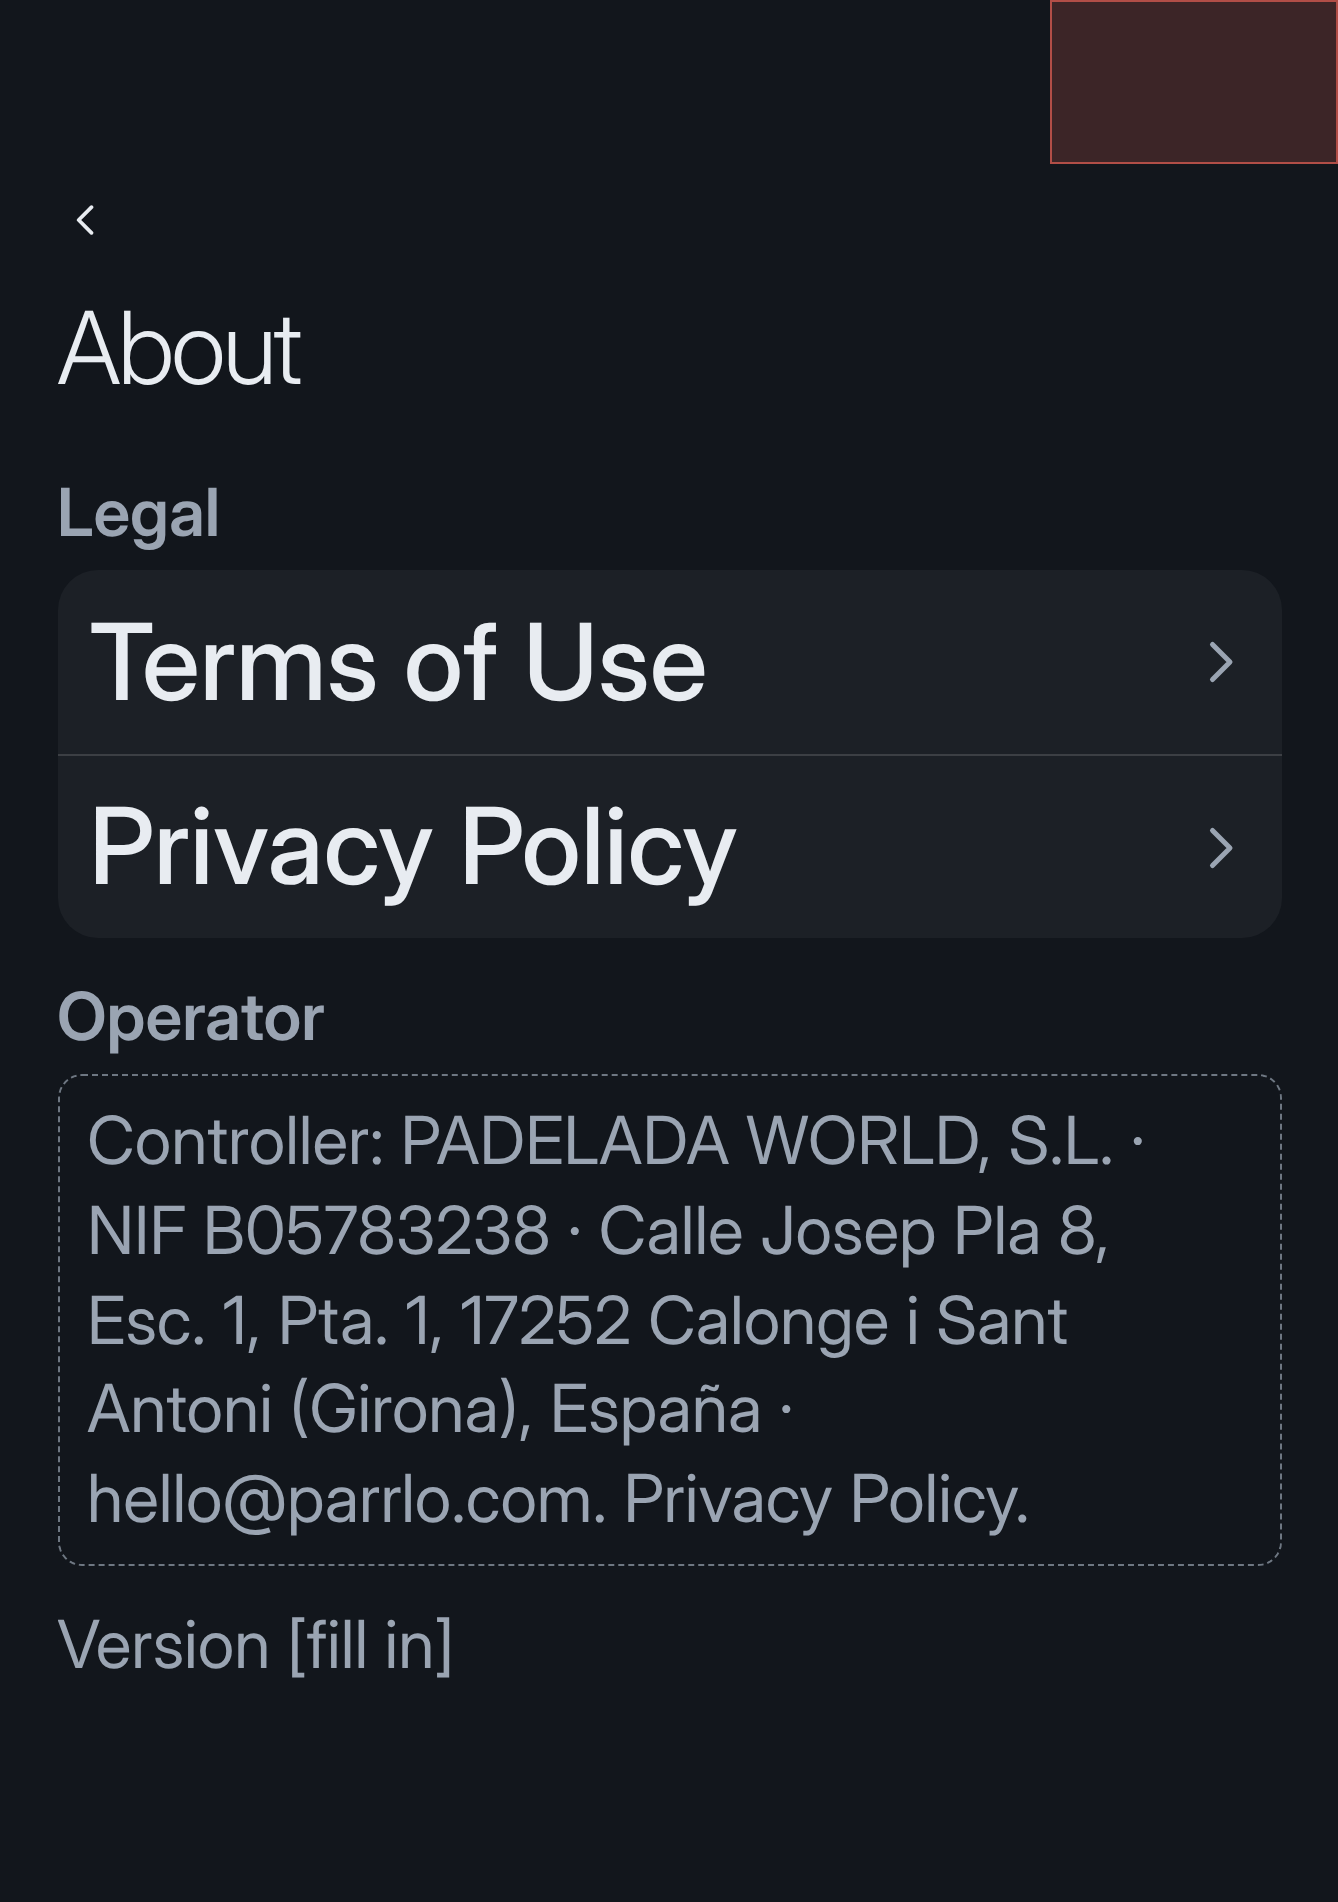 About
Legal
Terms of Use
Privacy Policy
Operator
Controller: PADELADA WORLD, S.L. ·
NIF B05783238 · Calle Josep Pla 8,
Esc. 1, Pta. 1, 17252 Calonge i Sant
Antoni (Girona), España ·
hello@parrlo.com. Privacy Policy.
Version [fill in]